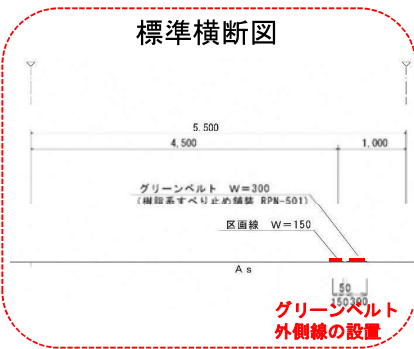 標準横断図
5,500
4,500
1,000
グリーンベルト W=300
(樹脂系すべり止め舗装 RPN-501)
区画線 W=150
As
50
150 300
グリーンベルト
外側線の設置